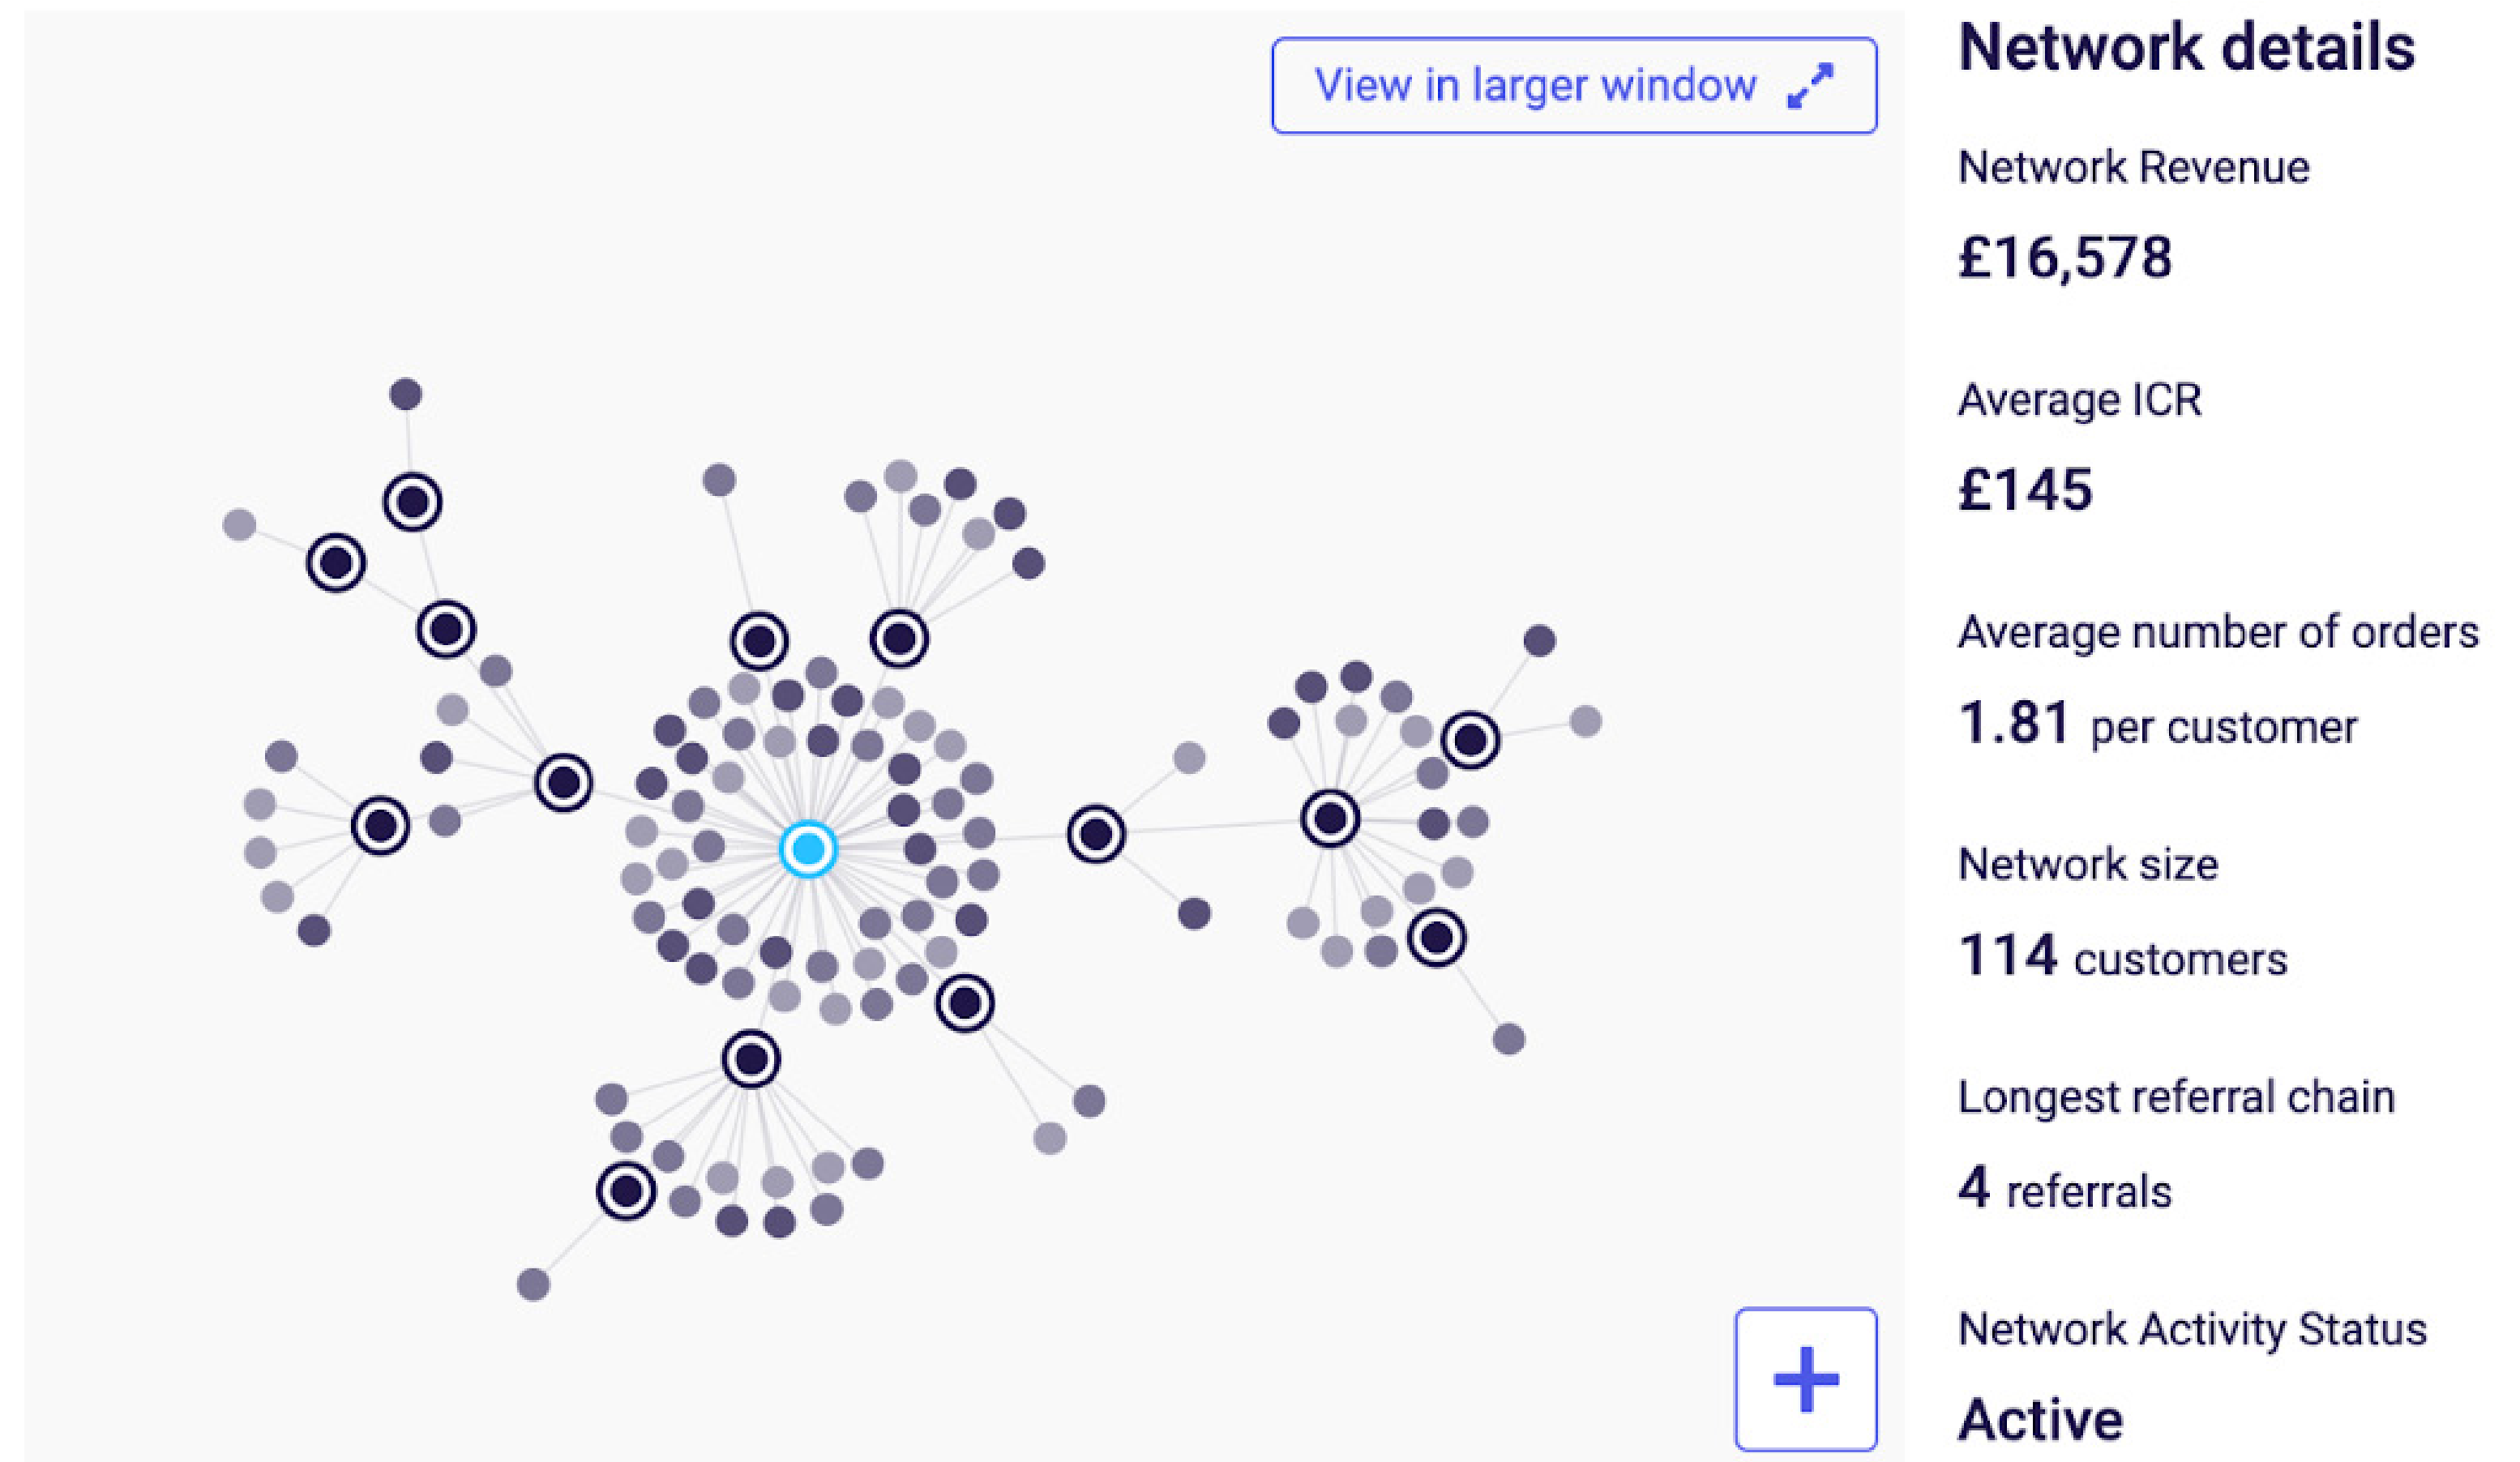 View in larger window
Network details
Network Revenue
£16,578
Average ICR
£145
Average number of orders
1.81 per customer
Network size
114 customers
Longest referral chain
4 referrals
Network Activity Status
Active